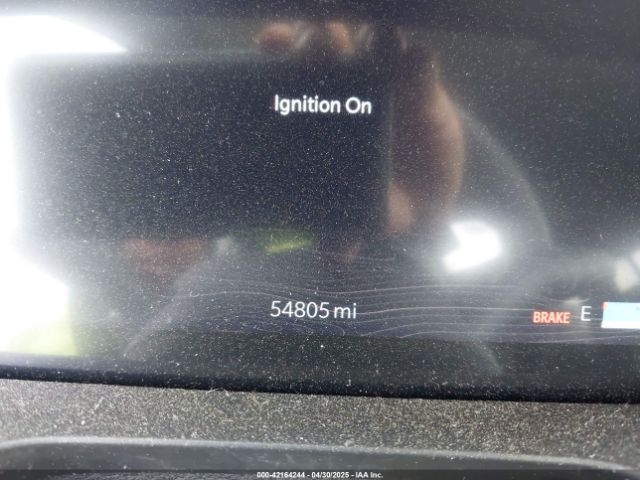 Ignition On
54805 mi
BRAKE E
000-42164244 - 04/30/2025 - IAA Inc.